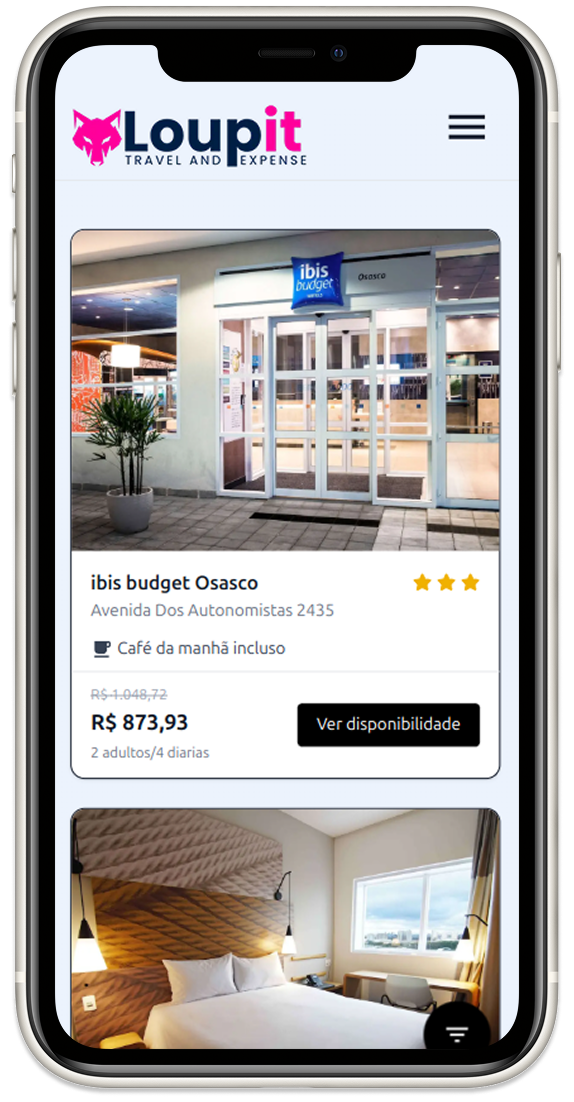 Loupit
TRAVEL AND EXPENSE
ibis
budget
Osasco
ibis budget Osasco
Avenida Dos Autonomistas 2435
Café da manhã incluso
R$ 1.048,72
R$ 873,93
Ver disponibilidade
2 adultos/4 diarias